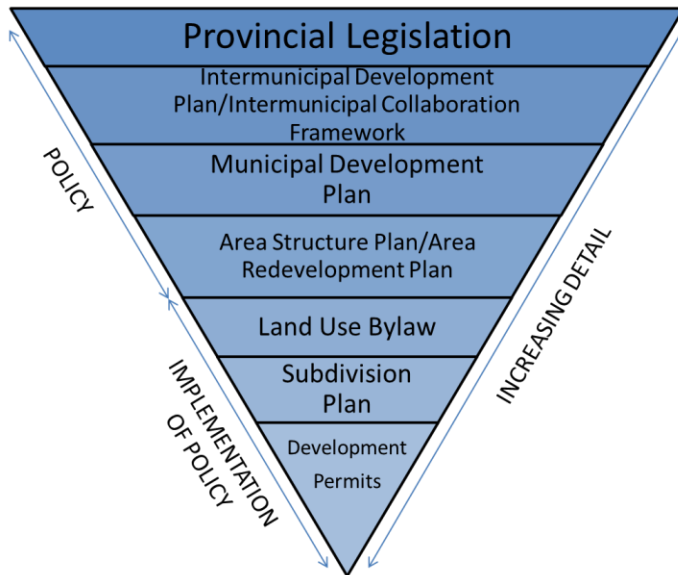 Provincial Legislation
Intermunicipal Development
Plan/Intermunicipal Collaboration
Framework
Municipal Development
Plan
Area Structure Plan/Area
Redevelopment Plan
Land Use Bylaw
Subdivision
Plan
Development
Permits
POLICY
IMPLEMENTATION
OF POLICY
INCREASING DETAIL